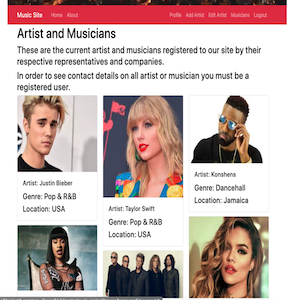 Music Site Home About Profile Add Artist Edit Artist Musicians Logout
Artist and Musicians
These are the current artist and musicians registered to our site by their
respective representatives and companies.
In order to see contact details on all artist or musician you must be a
registered user.
Artist: Justin Bieber
Genre: Pop & R&B
Location: USA
Artist: Taylor Swift
Genre: Pop & R&B
Location: USA
Artist: Konshens
Genre: Dancehall
Location: Jamaica